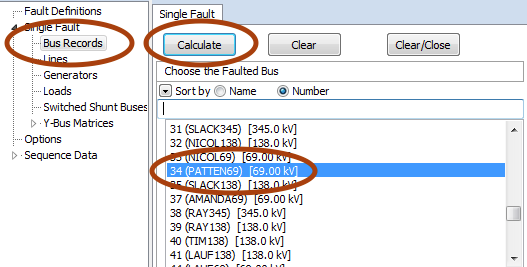 Fault Definitions
Single Fault
Bus Records
Lines
Generators
Loads
Switched Shunt Buses
Y-Bus Matrices
Options
Sequence Data
Single Fault
Calculate
Clear
Clear/Close
Choose the Faulted Bus
Sort by Name Number
31 (SLACK345) [345.0 kV]
32 (NICOL138) [138.0 kV]
33 (NICOL69) [69.00 kV]
34 (PATTEN69) [69.00 kV]
35 (SLACK138) [138.0 kV]
37 (AMANDA69) [69.00 kV]
38 (RAY345) [345.0 kV]
39 (RAY138) [138.0 kV]
40 (TIM138) [138.0 kV]
41 (LAUF138) [138.0 kV]